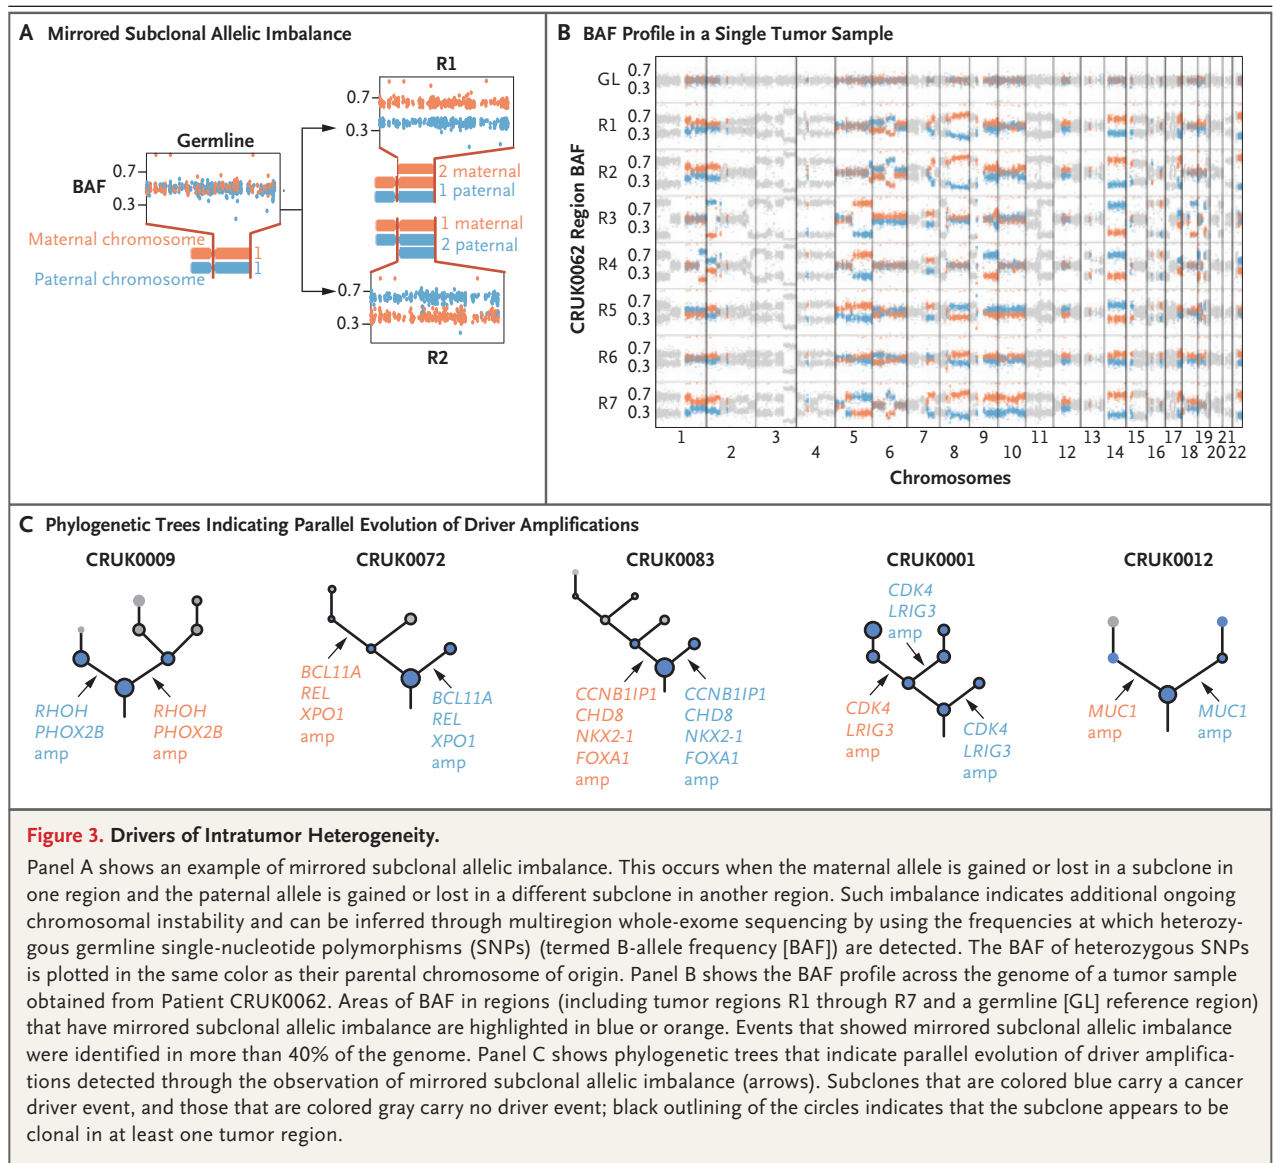 A Mirrored Subclonal Allelic Imbalance
R1
0.7
0.3
Germline
BAF
0.7
0.3
2 maternal
1 paternal
1 maternal
2 paternal
Maternal chromosome
1
Paternal chromosome
1
0.7
0.3
R2
B BAF Profile in a Single Tumor Sample
CRUK0062 Region BAF
GL 0.7
0.3
R1 0.7
0.3
R2 0.7
0.3
R3 0.7
0.3
R4 0.7
0.3
R5 0.7
0.3
R6 0.7
0.3
R7 0.7
0.3
1 3 5 7 9 11 13 15 17 19 21
2 4 6 8 10 12 14 16 18 20 22
Chromosomes
C Phylogenetic Trees Indicating Parallel Evolution of Driver Amplifications
CRUK0009
RHOH
PHOX2B
amp
RHOH
PHOX2B
amp
CRUK0072
BCL11A
REL
XPO1
amp
BCL11A
REL
XPO1
amp
CRUK0083
CCNB1IP1
CHD8
NKX2-1
FOXA1
amp
CCNB1IP1
CHD8
NKX2-1
FOXA1
amp
CRUK0001
CDK4
LRIG3
amp
CDK4
LRIG3
amp
CDK4
LRIG3
amp
CRUK0012
MUC1
amp
MUC1
amp
Figure 3. Drivers of Intratumor Heterogeneity.
Panel A shows an example of mirrored subclonal allelic imbalance. This occurs when the maternal allele is gained or lost in a subclone in
one region and the paternal allele is gained or lost in a different subclone in another region. Such imbalance indicates additional ongoing
chromosomal instability and can be inferred through multiregion whole-exome sequencing by using the frequencies at which heterozy-
gous germline single-nucleotide polymorphisms (SNPs) (termed B-allele frequency [BAF]) are detected. The BAF of heterozygous SNPs
is plotted in the same color as their parental chromosome of origin. Panel B shows the BAF profile across the genome of a tumor sample
obtained from Patient CRUK0062. Areas of BAF in regions (including tumor regions R1 through R7 and a germline [GL] reference region)
that have mirrored subclonal allelic imbalance are highlighted in blue or orange. Events that showed mirrored subclonal allelic imbalance
were identified in more than 40% of the genome. Panel C shows phylogenetic trees that indicate parallel evolution of driver amplifica-
tions detected through the observation of mirrored subclonal allelic imbalance (arrows). Subclones that are colored blue carry a cancer
driver event, and those that are colored gray carry no driver event; black outlining of the circles indicates that the subclone appears to be
clonal in at least one tumor region.